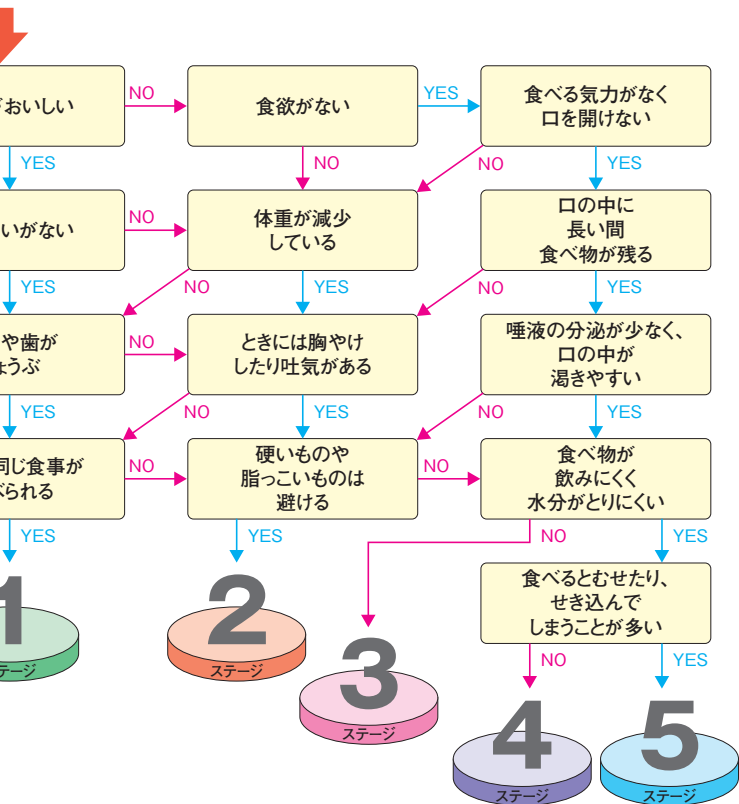 おいしい
NO
食欲がない
YES
食べる気力がなく
口を開けない
YES
NO
NO
YES
いがない
NO
体重が減少
している
口の中に
長い間
食べ物が残る
YES
NO
YES
NO
YES
や歯が
ょうぶ
NO
ときには胸やけ
したり吐気がある
唾液の分泌が少なく、
口の中が
渇きやすい
YES
NO
YES
NO
YES
同じ食事が
られる
NO
硬いものや
脂っこいものは
避ける
NO
食べ物が
飲みにくく
水分がとりにくい
YES
YES
NO
YES
食べるとむせたり、
せき込んで
しまうことが多い
NO
YES
1
テージ
2
ステージ
3
ステージ
4
ステージ
5
ステージ